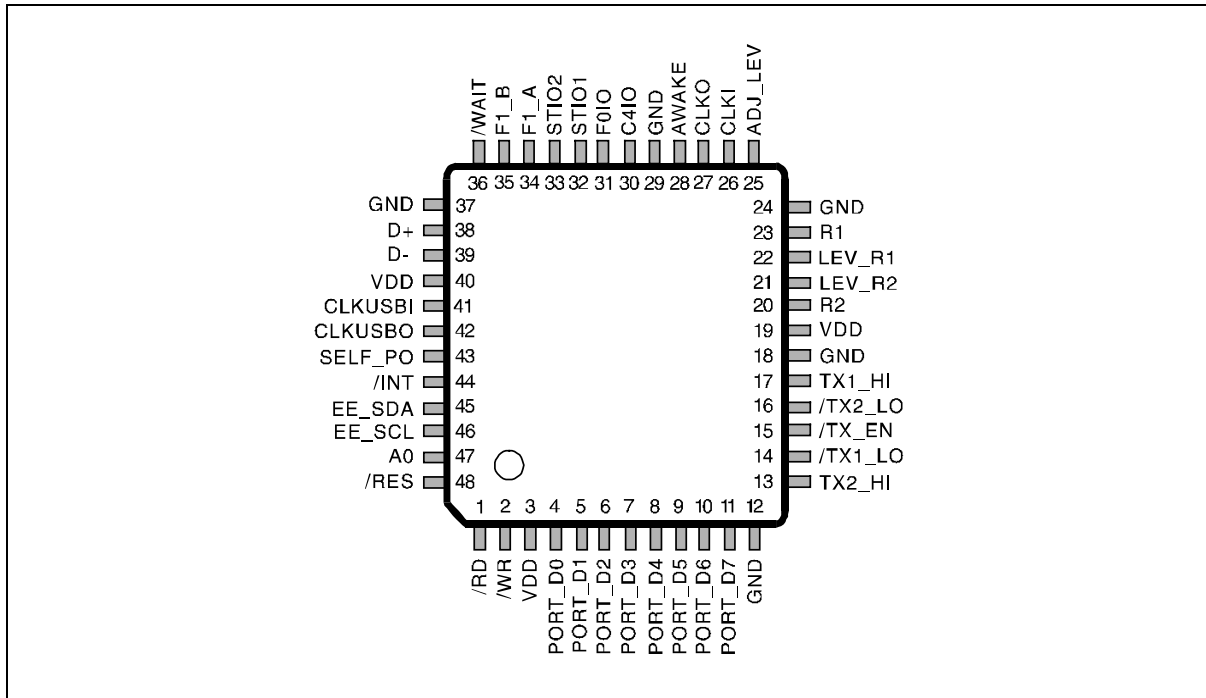 /WAIT F1_B F1_A STIO2 STIO1 F0IO C4IO GND AWAKE CLKO CLKI ADJ_LEV
36 35 34 33 32 31 30 29 28 27 26 25
GND 37
D+ 38
D- 39
VDD 40
CLKUSBI 41
CLKUSBO 42
SELF_PO 43
/INT 44
EE_SDA 45
EE_SCL 46
A0 47
/RES 48
24 GND
23 R1
22 LEV_R1
21 LEV_R2
20 R2
19 VDD
18 GND
17 TX1_HI
16 /TX2_LO
15 /TX_EN
14 /TX1_LO
13 TX2_HI
1 2 3 4 5 6 7 8 9 10 11 12
/RD /WR VDD PORT_D0 PORT_D1 PORT_D2 PORT_D3 PORT_D4 PORT_D5 PORT_D6 PORT_D7 GND